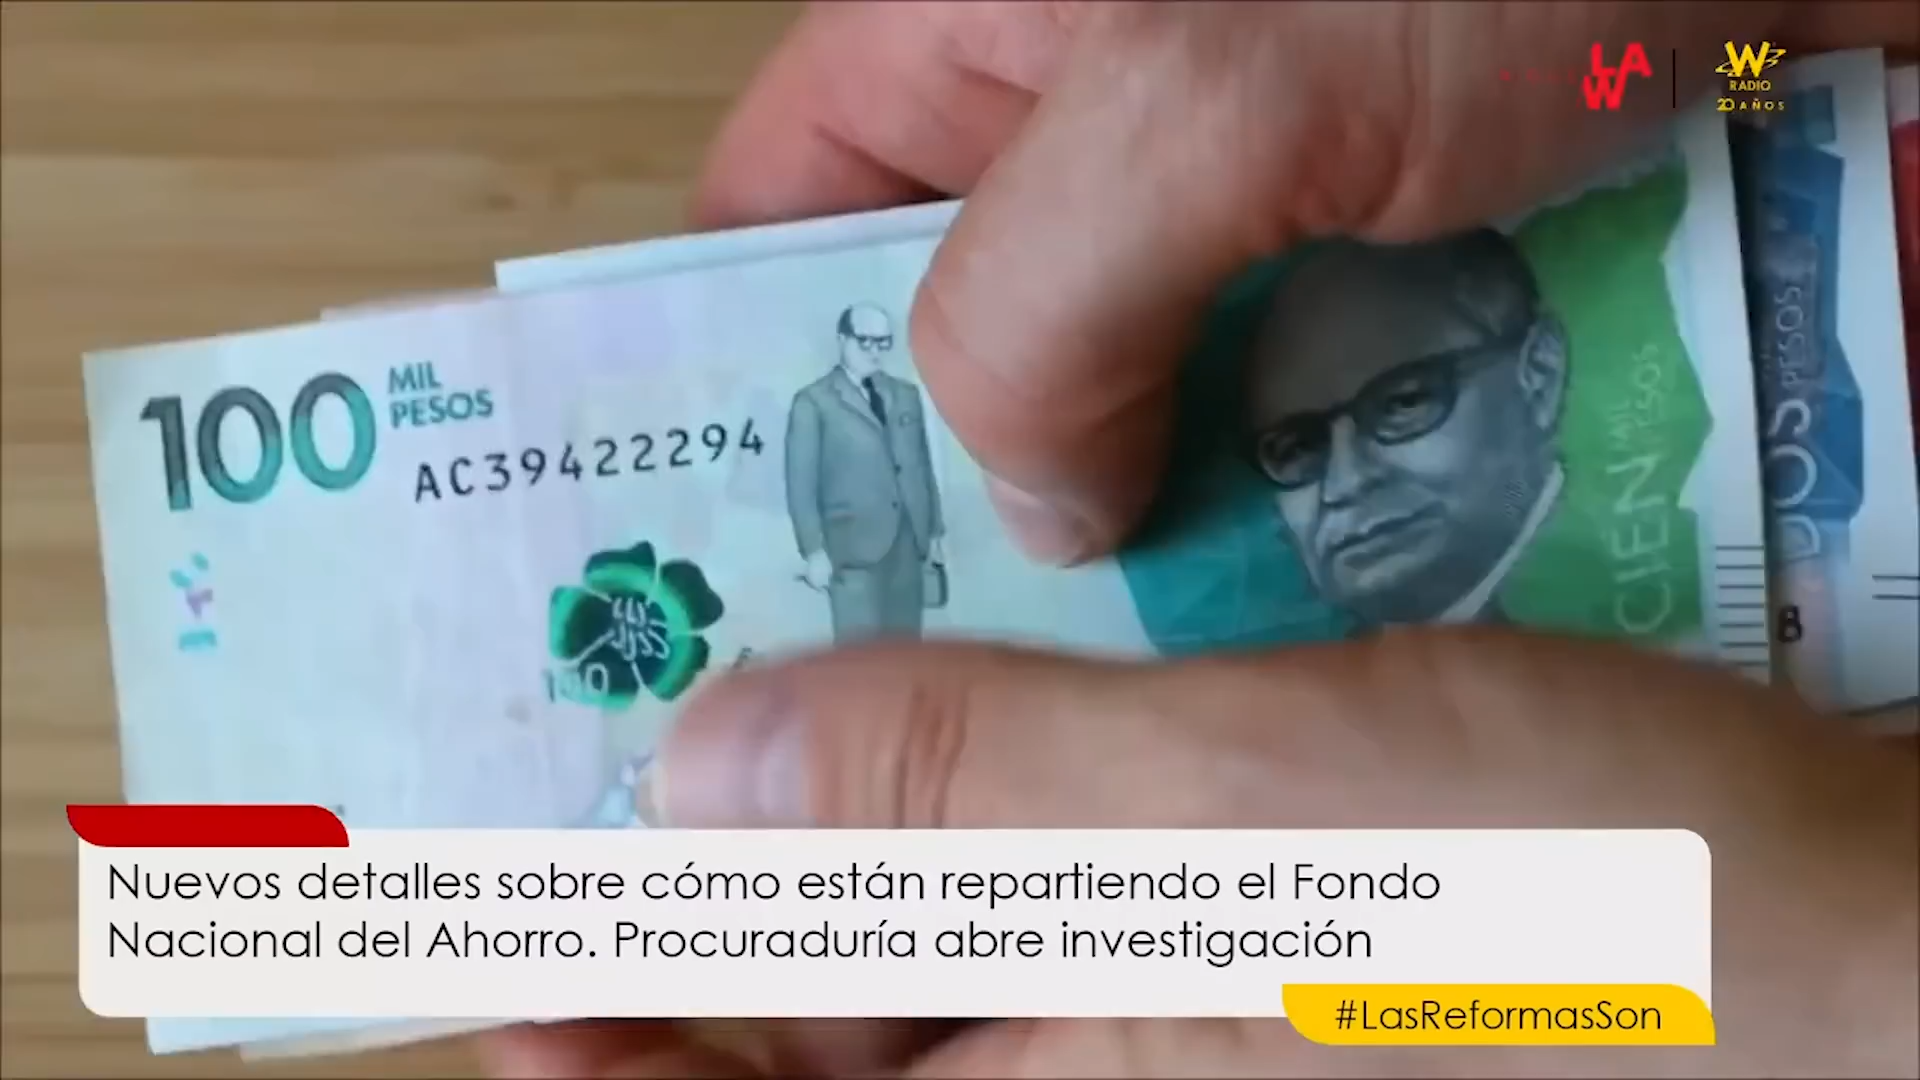 LA
W
W
RADIO
20 AÑOS
100 MIL
PESOS
AC39422294
100
CIEN MIL
PESOS
DOS
PESOS
B
Nuevos detalles sobre cómo están repartiendo el Fondo
Nacional del Ahorro. Procuraduría abre investigación
#LasReformasSon